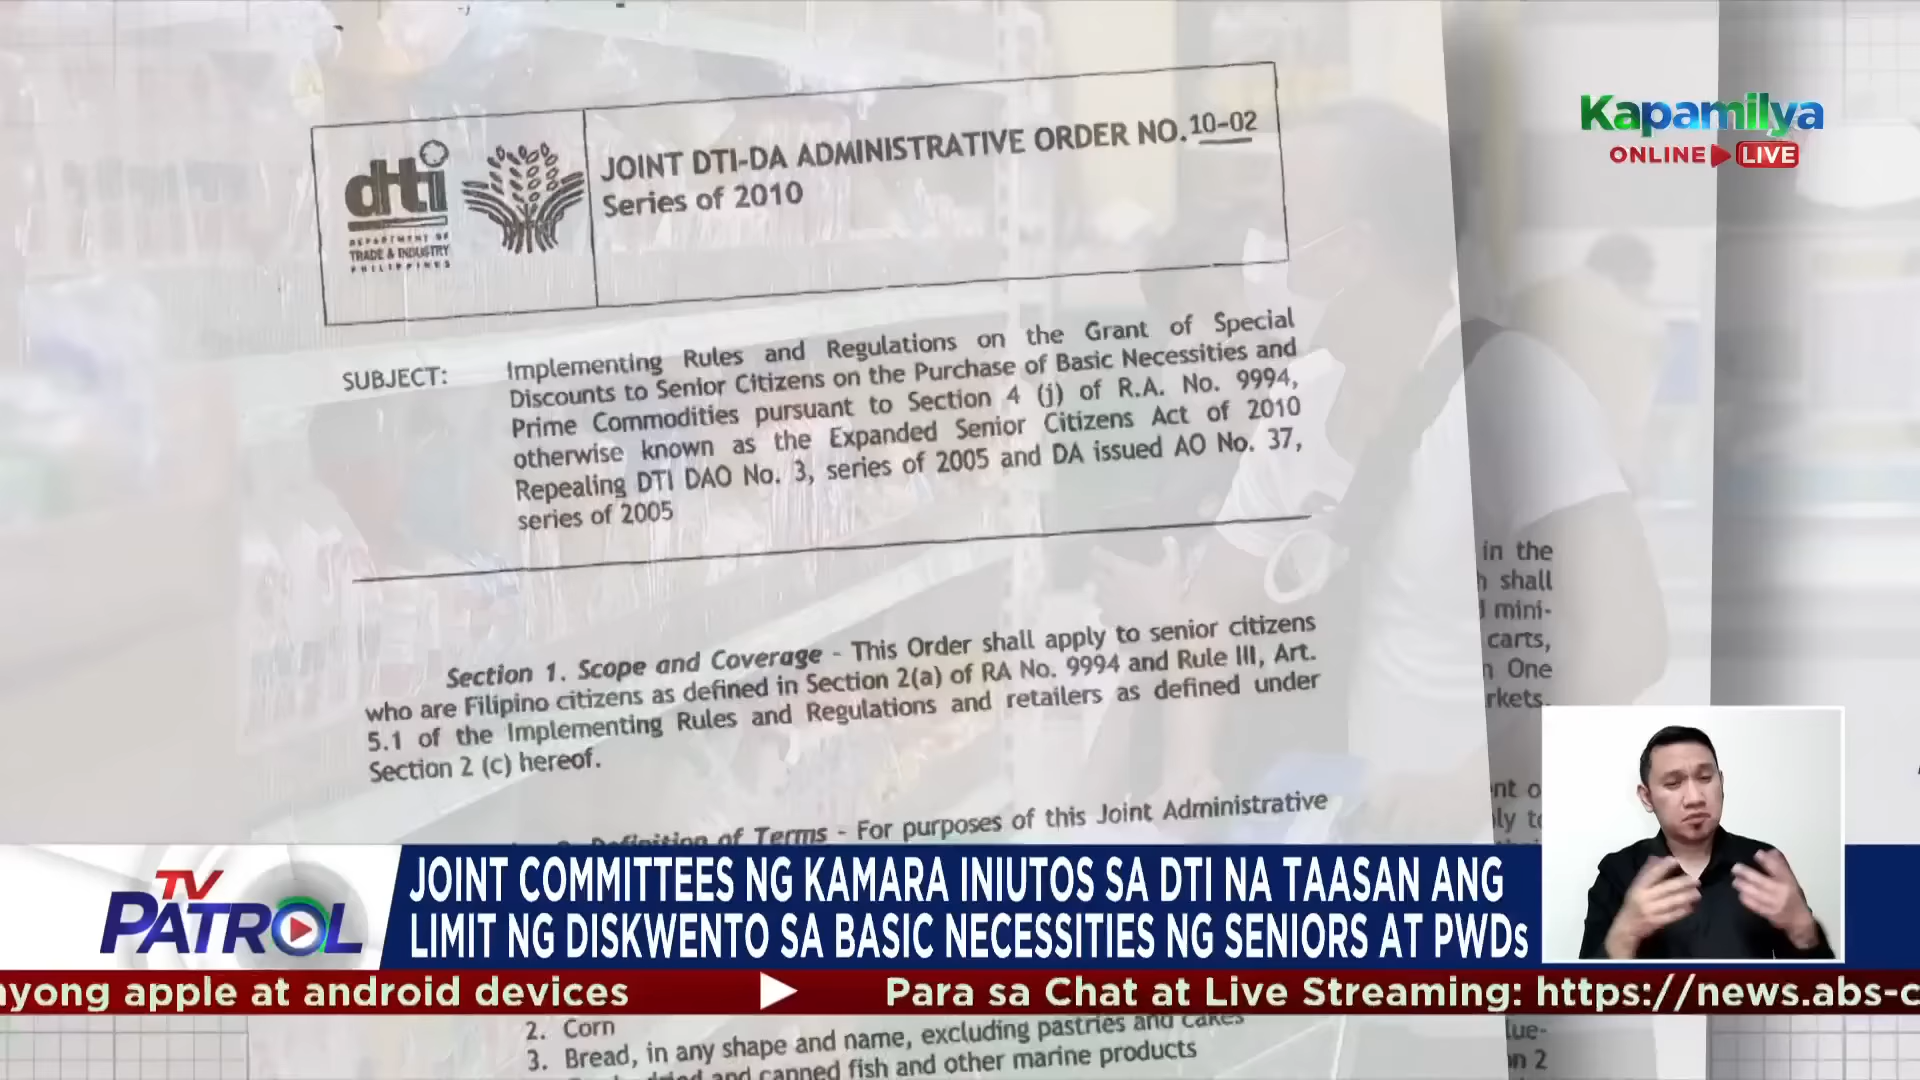 Kapamilya
ONLINE LIVE
dti
DEPARTMENT OF
TRADE & INDUSTRY
PHILIPPINES
JOINT DTI-DA ADMINISTRATIVE ORDER NO. 10-02
Series of 2010
SUBJECT:
Implementing Rules and Regulations on the Grant of Special
Discounts to Senior Citizens on the Purchase of Basic Necessities and
Prime Commodities pursuant to Section 4 (j) of R.A. No. 9994,
otherwise known as the Expanded Senior Citizens Act of 2010
Repealing DTI DAO No. 3, series of 2005 and DA issued AO No. 37,
series of 2005
Section 1. Scope and Coverage - This Order shall apply to senior citizens
who are Filipino citizens as defined in Section 2(a) of RA No. 9994 and Rule III, Art.
5.1 of the Implementing Rules and Regulations and retailers as defined under
Section 2 (c) hereof.
Definition of Terms - For purposes of this Joint Administrative
in the
shall
mini-
carts,
One
TV
PATROL
JOINT COMMITTEES NG KAMARA INIUTOS SA DTI NA TAASAN ANG
LIMIT NG DISKWENTO SA BASIC NECESSITIES NG SENIORS AT PWDs
apple at android devices
Para sa Chat at Live Streaming: https://news.abs-c
2. Corn
3. Bread, in any shape and name, excluding pastries and cakes
and canned fish and other marine products